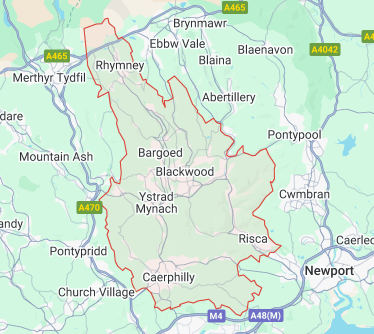 Brynmawr
A465
Ebbw Vale
A465
Blaenavon
A4042
Blaina
Rhymney
Merthyr Tydfil
Abertillery
dare
Pontypool
Bargoed
Mountain Ash
Blackwood
Cwmbran
Ystrad
Mynach
A470
andy
Risca
Caerleo
Pontypridd
Caerphilly
Newport
Church Village
M4
A48(M)